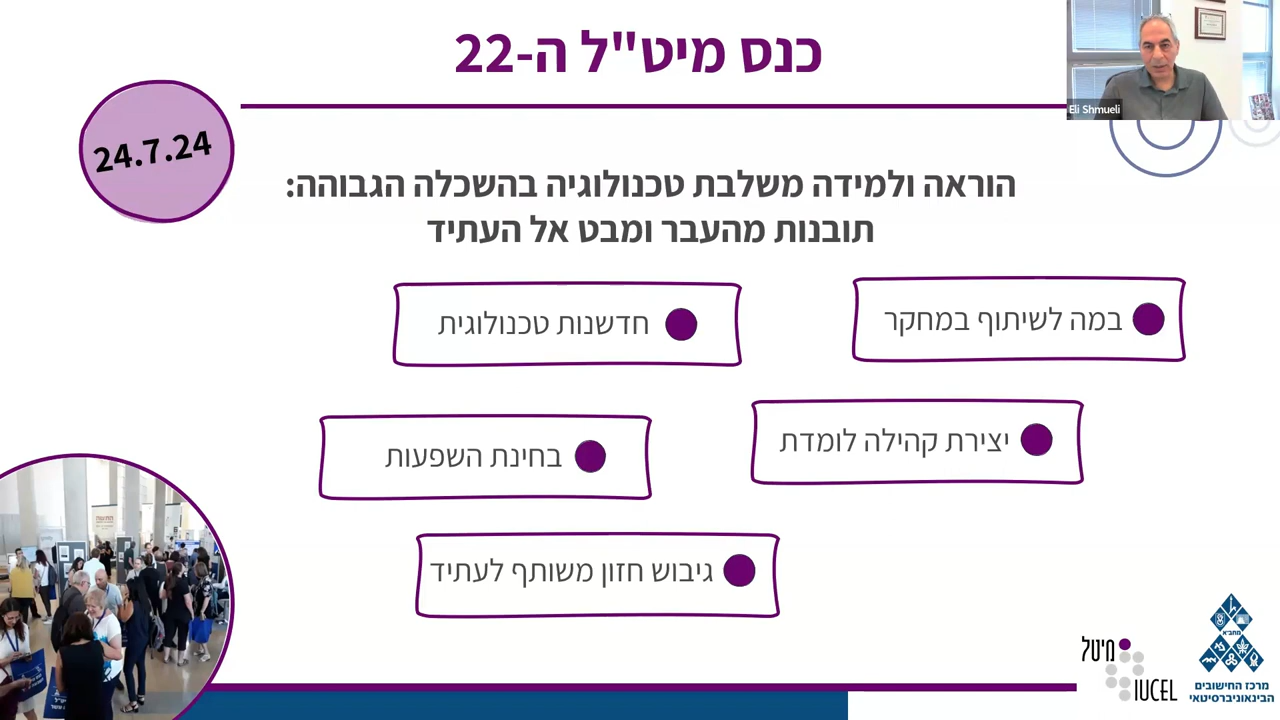 כנס מיט"ל ה-22
Eli Shmueli
24.7.24
הוראה ולמידה משלבת טכנולוגיה בהשכלה הגבוהה:
תובנות מהעבר ומבט אל העתיד
במה לשיתוף במחקר
חדשנות טכנולוגית
יצירת קהילה לומדת
בחינת השפעות
גיבוש חזון משותף לעתיד
מיטל
IUCEL
מחב"א
מרכז החישובים
הבינאוניברסיטאי